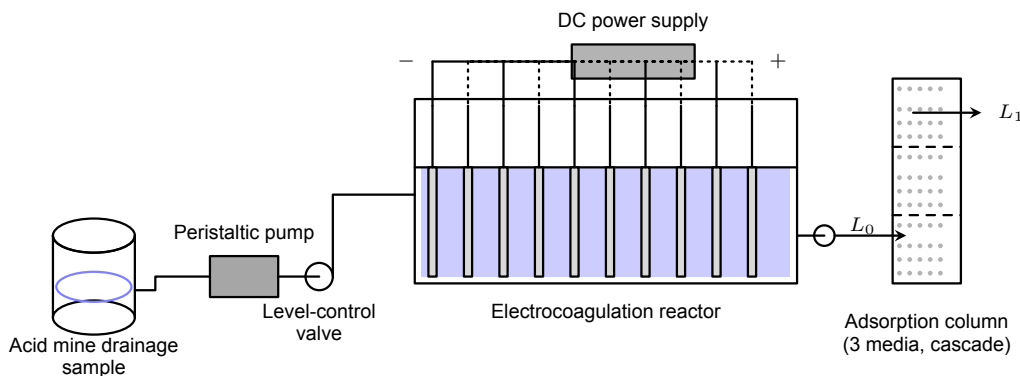 DC power supply
− +
L₁
Peristaltic pump
L₀
Level-control
valve
Electrocoagulation reactor
Acid mine drainage
sample
Adsorption column
(3 media, cascade)